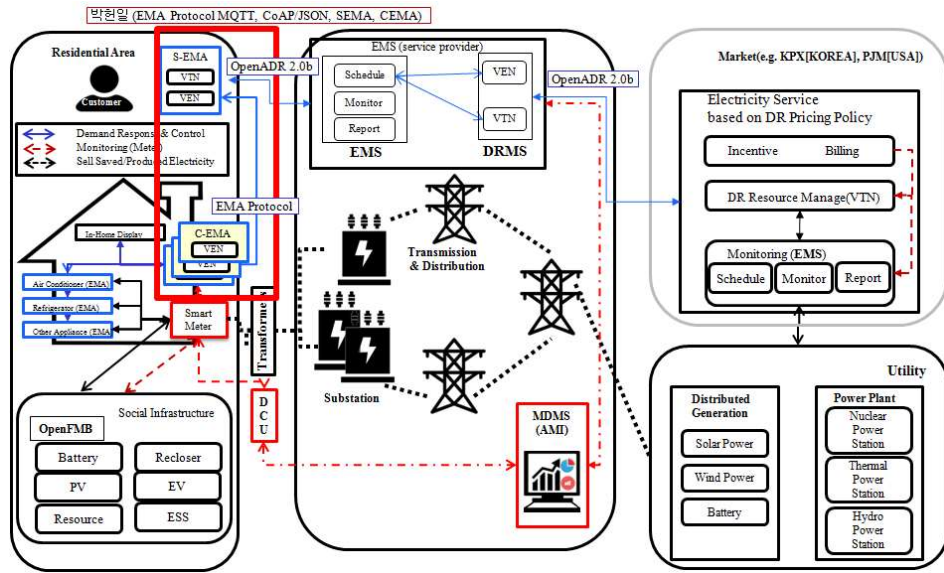 박헌일 (EMA Protocol MQTT, CoAP/JSON, SEMA, CEMA)
Residential Area
Customer
S-EMA
VTN
VEN
OpenADR 2.0b
Demand Response & Control
Monitoring (Meter)
Sell Saved/Produced Electricity
EMA Protocol
In-Home Display
C-EMA
VEN
VEN
Air Conditioner (EMA)
Refrigerator (EMA)
Other Appliance (EMA)
Smart
Meter
Social Infrastructure
OpenFMB
Battery
Recloser
PV
EV
Resource
ESS
Transformers
DCU
EMS (service provider)
Schedule
Monitor
Report
EMS
VEN
VTN
DRMS
OpenADR 2.0b
Transmission
& Distribution
Substation
MDMS
(AMI)
Market(e.g. KPX[KOREA], PJM[USA])
Electricity Service
based on DR Pricing Policy
Incentive Billing
DR Resource Manage(VTN)
Monitoring (EMS)
Schedule
Monitor
Report
Utility
Distributed
Generation
Solar Power
Wind Power
Battery
Power Plant
Nuclear
Power
Station
Thermal
Power
Station
Hydro
Power
Station